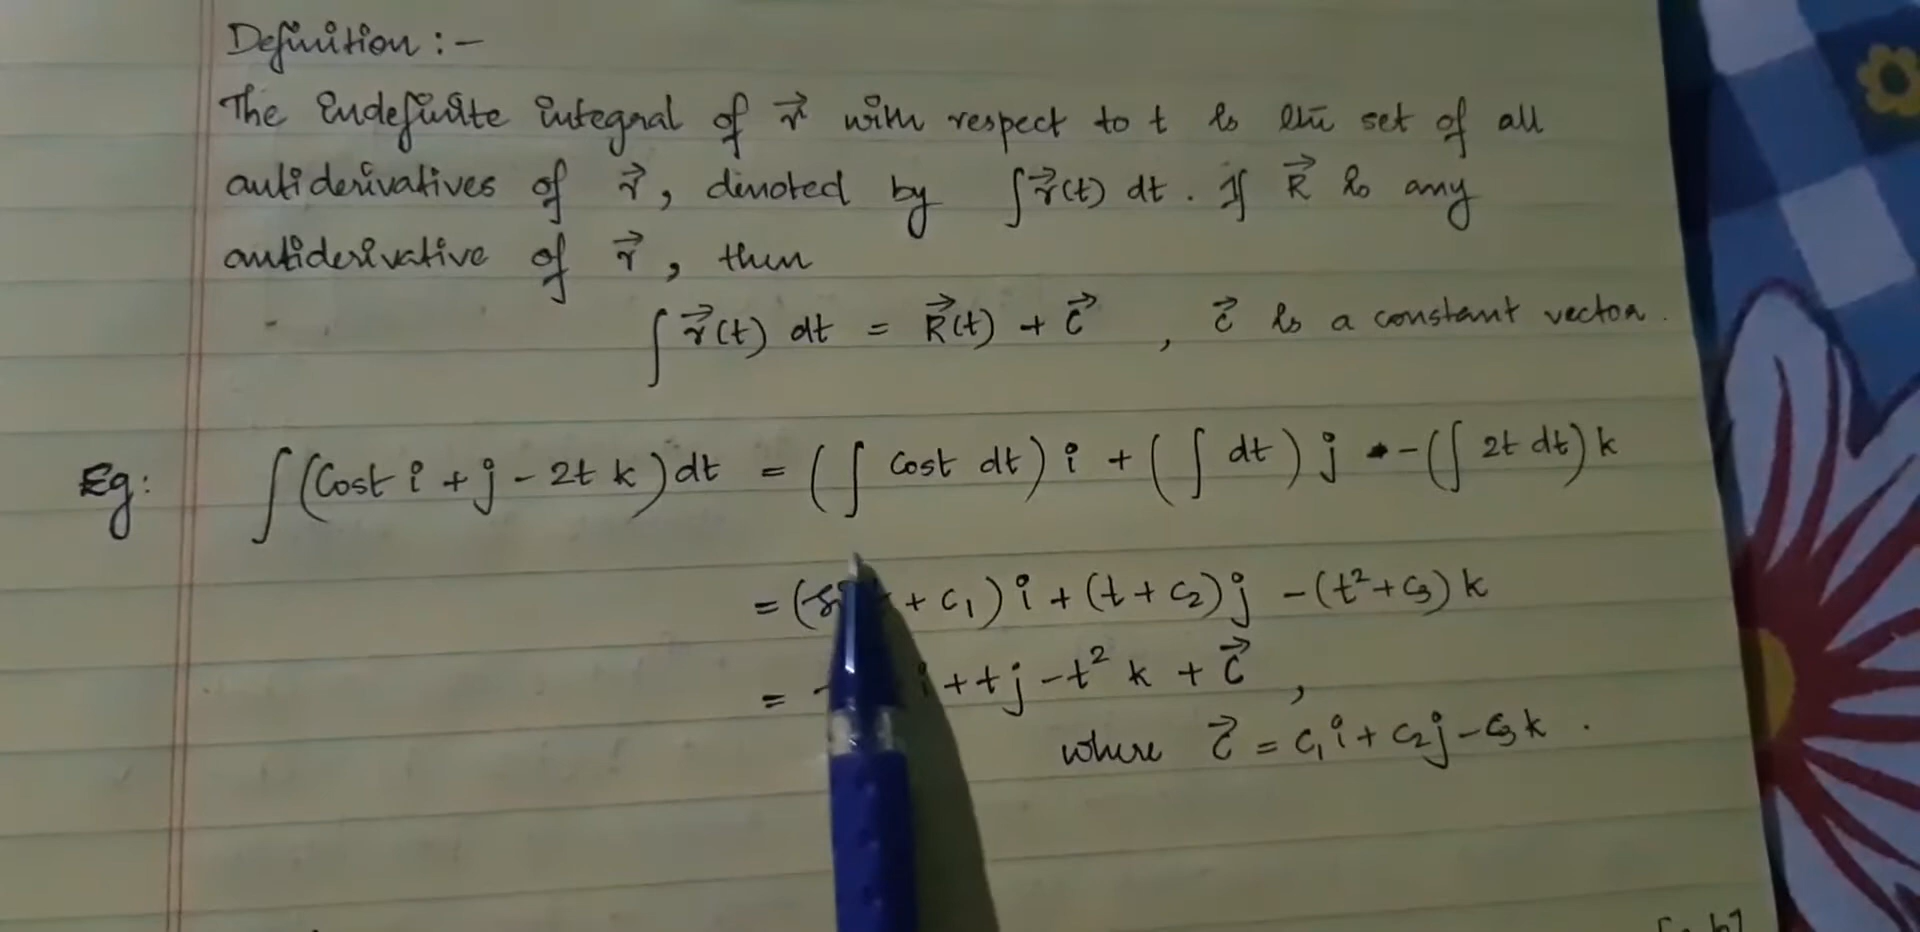 Definition :-
The indefinite integral of r⃗ with respect to t is the set of all
antiderivatives of r⃗, denoted by ∫r⃗(t) dt. If R⃗ is any
antiderivative of r⃗, then
∫ r⃗(t) dt = R⃗(t) + C⃗ , c⃗ is a constant vector.
Eg: ∫(Cost i + j - 2t k)dt = (∫ Cost dt) i + (∫ dt) j - (∫ 2t dt) k
= ( + c₁) i + (t + c₂) j - (t² + c₃) k
= i + tj - t² k + C⃗ ,
where C⃗ = c₁i + c₂j - c₃k .